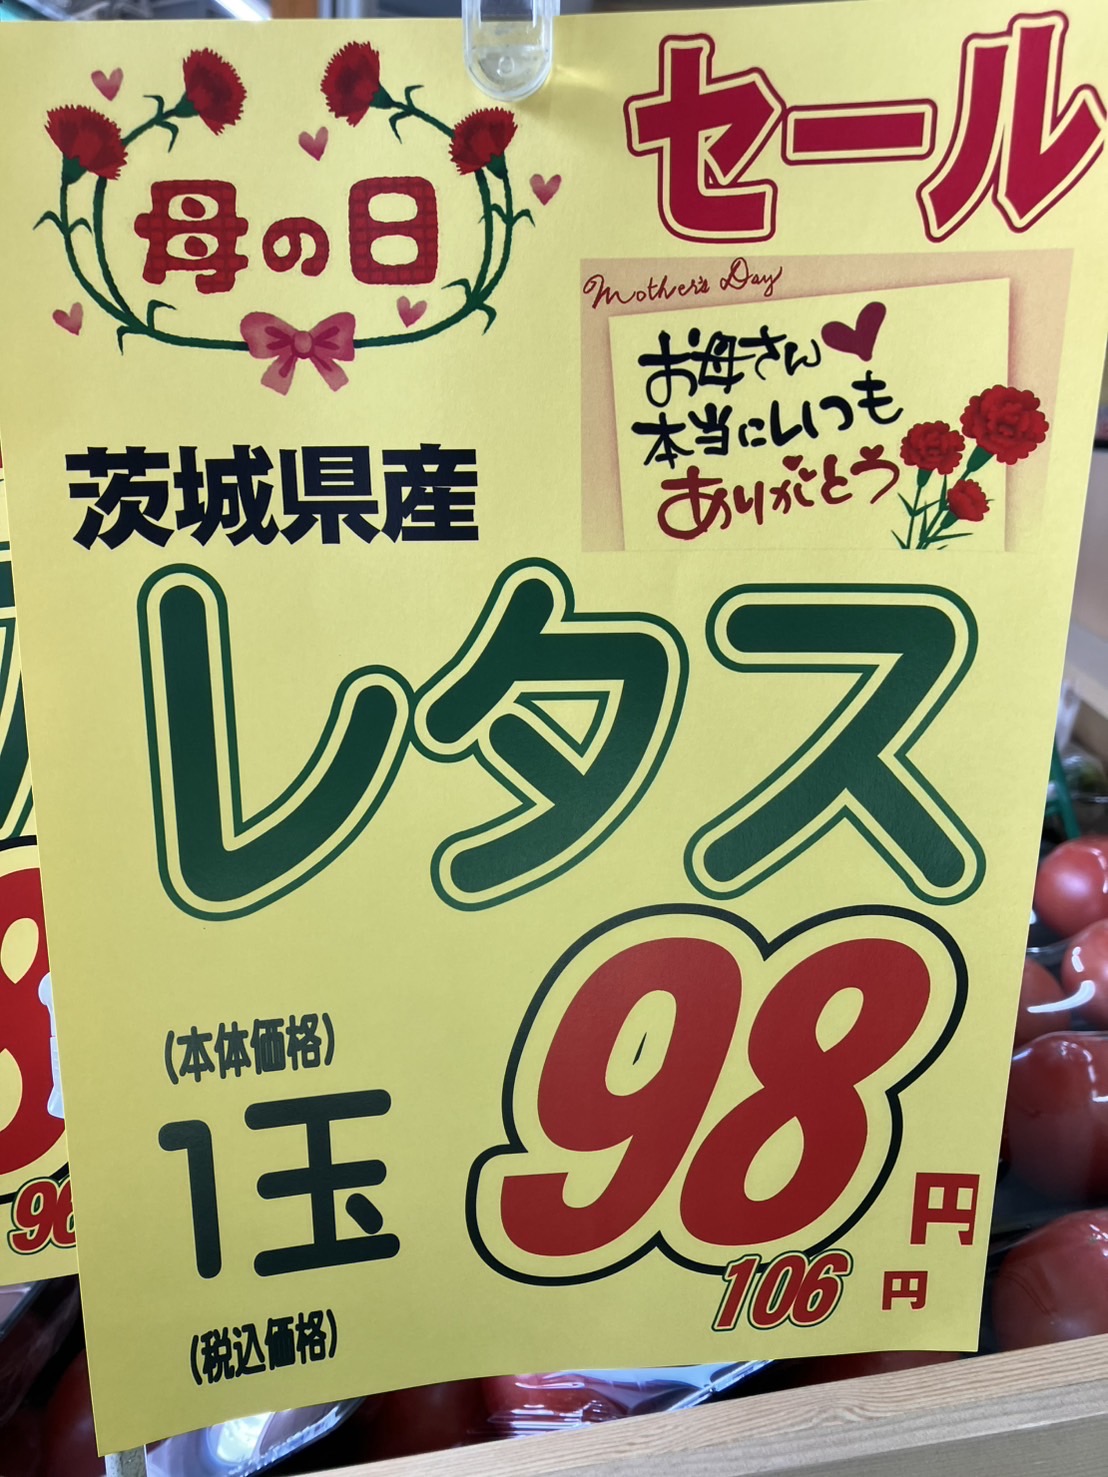 母の日
セール
Mother's Day
お母さん
本当にいつも
ありがとう
茨城県産
レタス
(本体価格)
1玉
98円
106円
(税込価格)